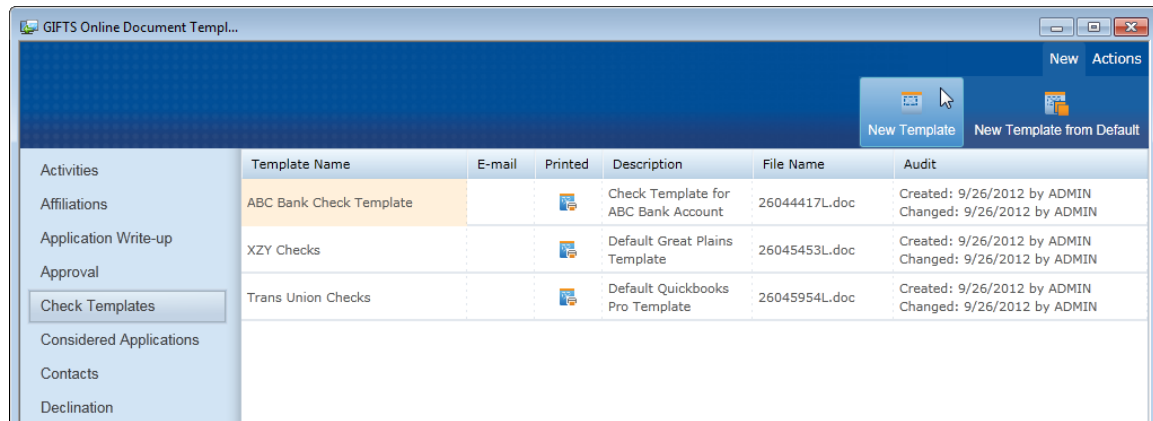 GIFTS Online Document Templ...
New Actions
New Template New Template from Default
Activities
Affiliations
Application Write-up
Approval
Check Templates
Considered Applications
Contacts
Declination
Template Name E-mail Printed Description File Name Audit
ABC Bank Check Template Check Template for 26044417L.doc Created: 9/26/2012 by ADMIN
ABC Bank Account Changed: 9/26/2012 by ADMIN
XZY Checks Default Great Plains 26045453L.doc Created: 9/26/2012 by ADMIN
Template Changed: 9/26/2012 by ADMIN
Trans Union Checks Default Quickbooks 26045954L.doc Created: 9/26/2012 by ADMIN
Pro Template Changed: 9/26/2012 by ADMIN